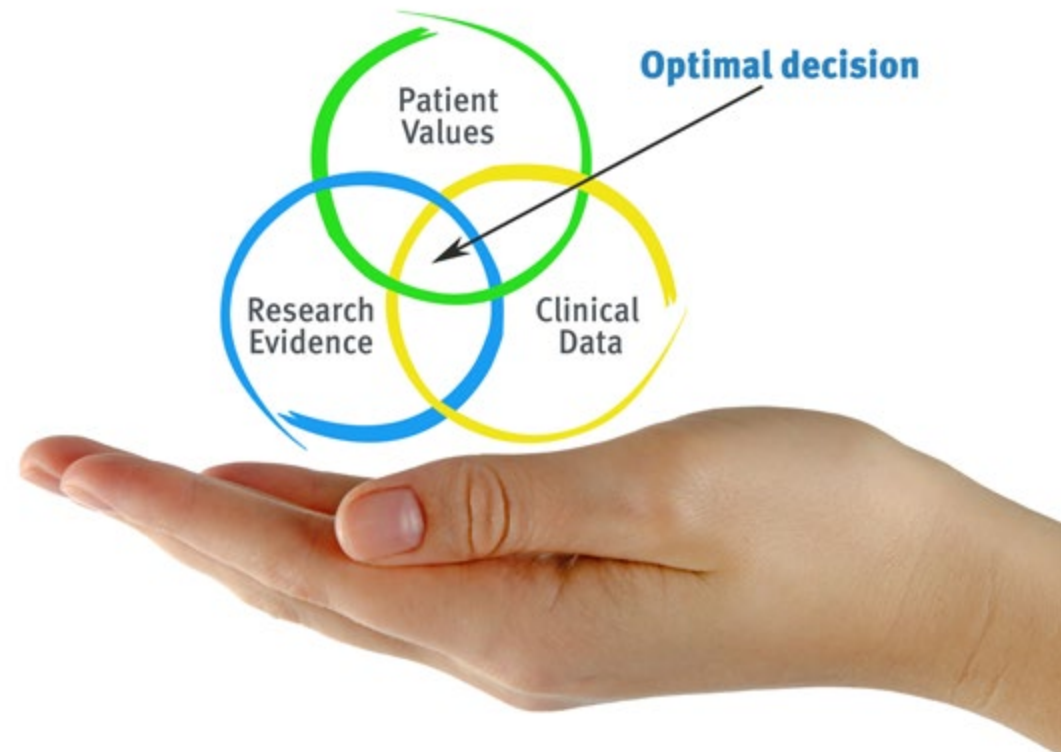 Optimal decision
Patient
Values
Research
Evidence
Clinical
Data